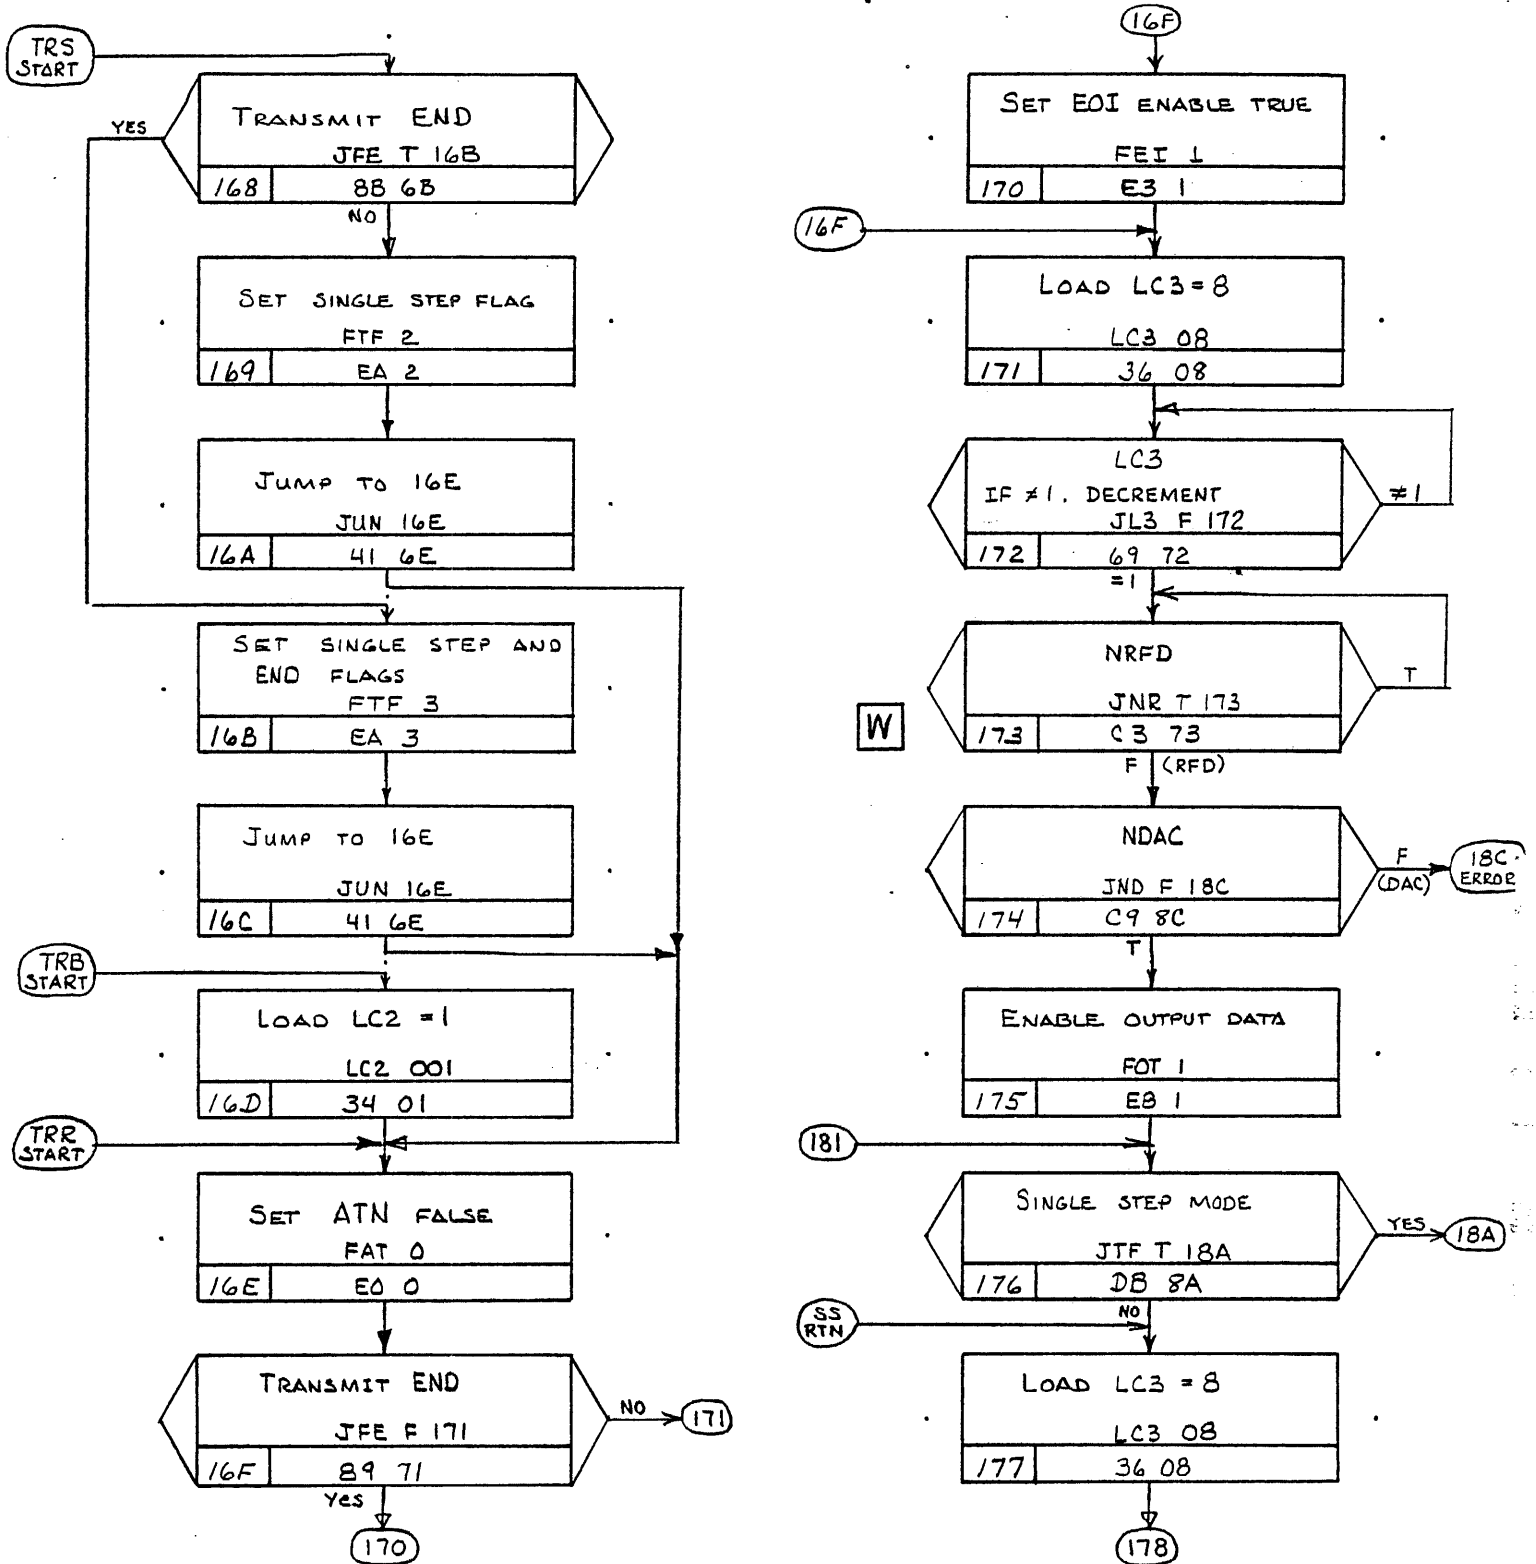 TRS
START
TRANSMIT END
JFE T 16B
168 8B 6B
YES
NO
SET SINGLE STEP FLAG
FTF 2
169 EA 2
JUMP TO 16E
JUN 16E
16A 41 6E
SET SINGLE STEP AND
END FLAGS
FTF 3
16B EA 3
JUMP TO 16E
JUN 16E
16C 41 6E
TRB
START
LOAD LC2 = 1
LC2 001
16D 34 01
TRR
START
SET ATN FALSE
FAT 0
16E E0 0
TRANSMIT END
JFE F 171
16F 89 71
NO
171
Yes
170
16F
SET EOI ENABLE TRUE
FEI 1
170 E3 1
16F
LOAD LC3 = 8
LC3 08
171 36 08
LC3
IF ≠ 1, DECREMENT
JL3 F 172
172 69 72
≠ 1
= 1
NRFD
JNR T 173
173 C3 73
T
W
F (RFD)
NDAC
JND F 18C
174 C9 8C
F
(DAC)
18C
ERROR
T
ENABLE OUTPUT DATA
FOT 1
175 E8 1
181
SINGLE STEP MODE
JTF T 18A
176 DB 8A
YES
18A
NO
SS
RTN
LOAD LC3 = 8
LC3 08
177 36 08
178